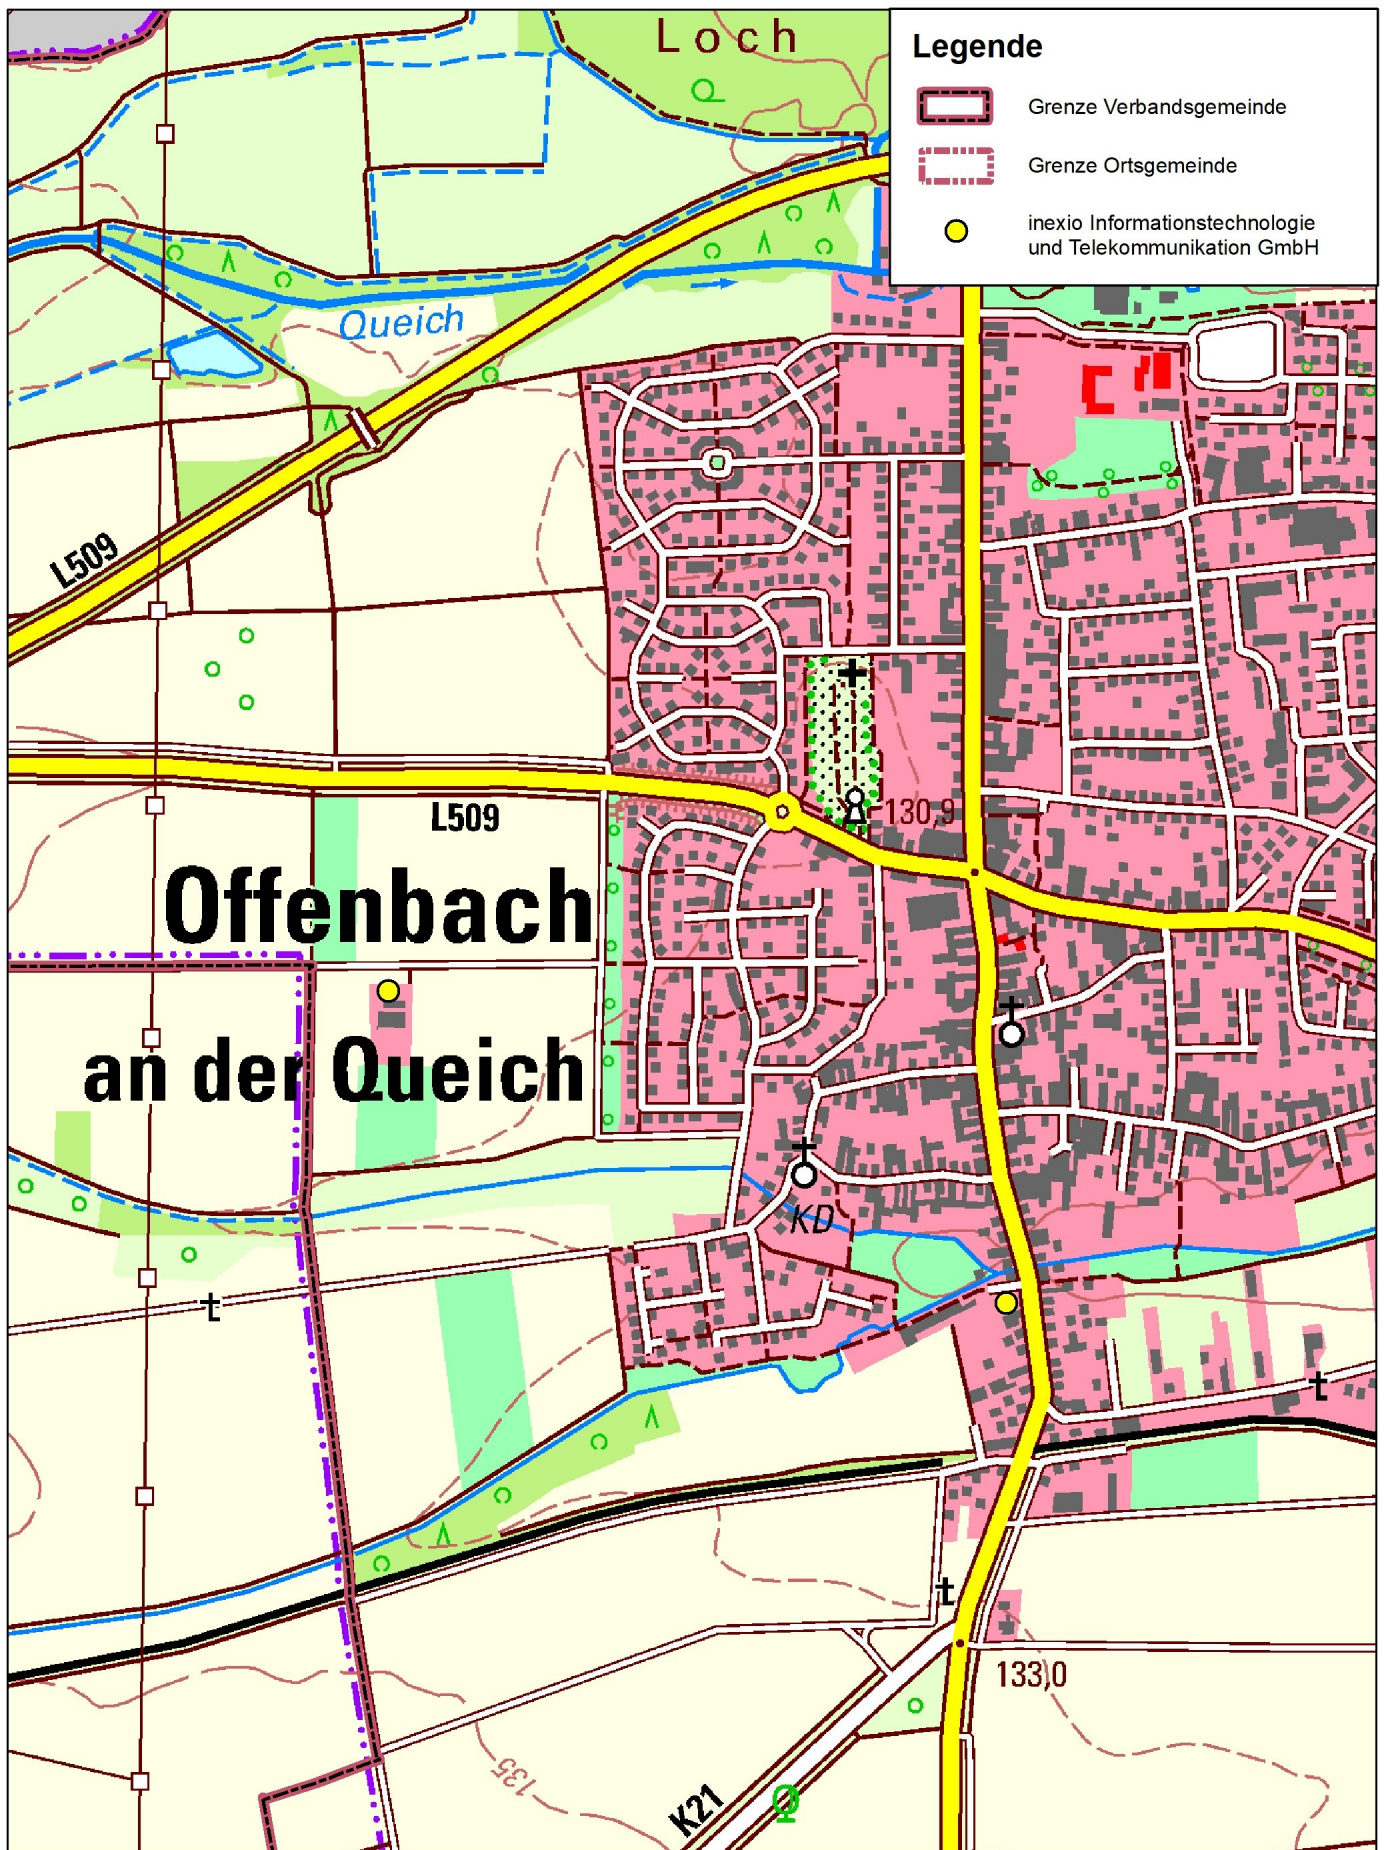 Loch
Legende
Grenze Verbandsgemeinde
Grenze Ortsgemeinde
inexio Informationstechnologie
und Telekommunikation GmbH
Queich
L509
L509
130,9
Offenbach
an der Queich
KD
133,0
135
K21